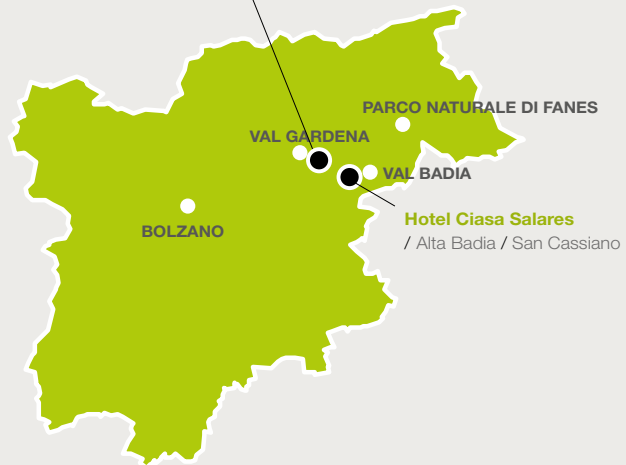 PARCO NATURALE DI FANES
VAL GARDENA
VAL BADIA
Hotel Ciasa Salares
/ Alta Badia / San Cassiano
BOLZANO